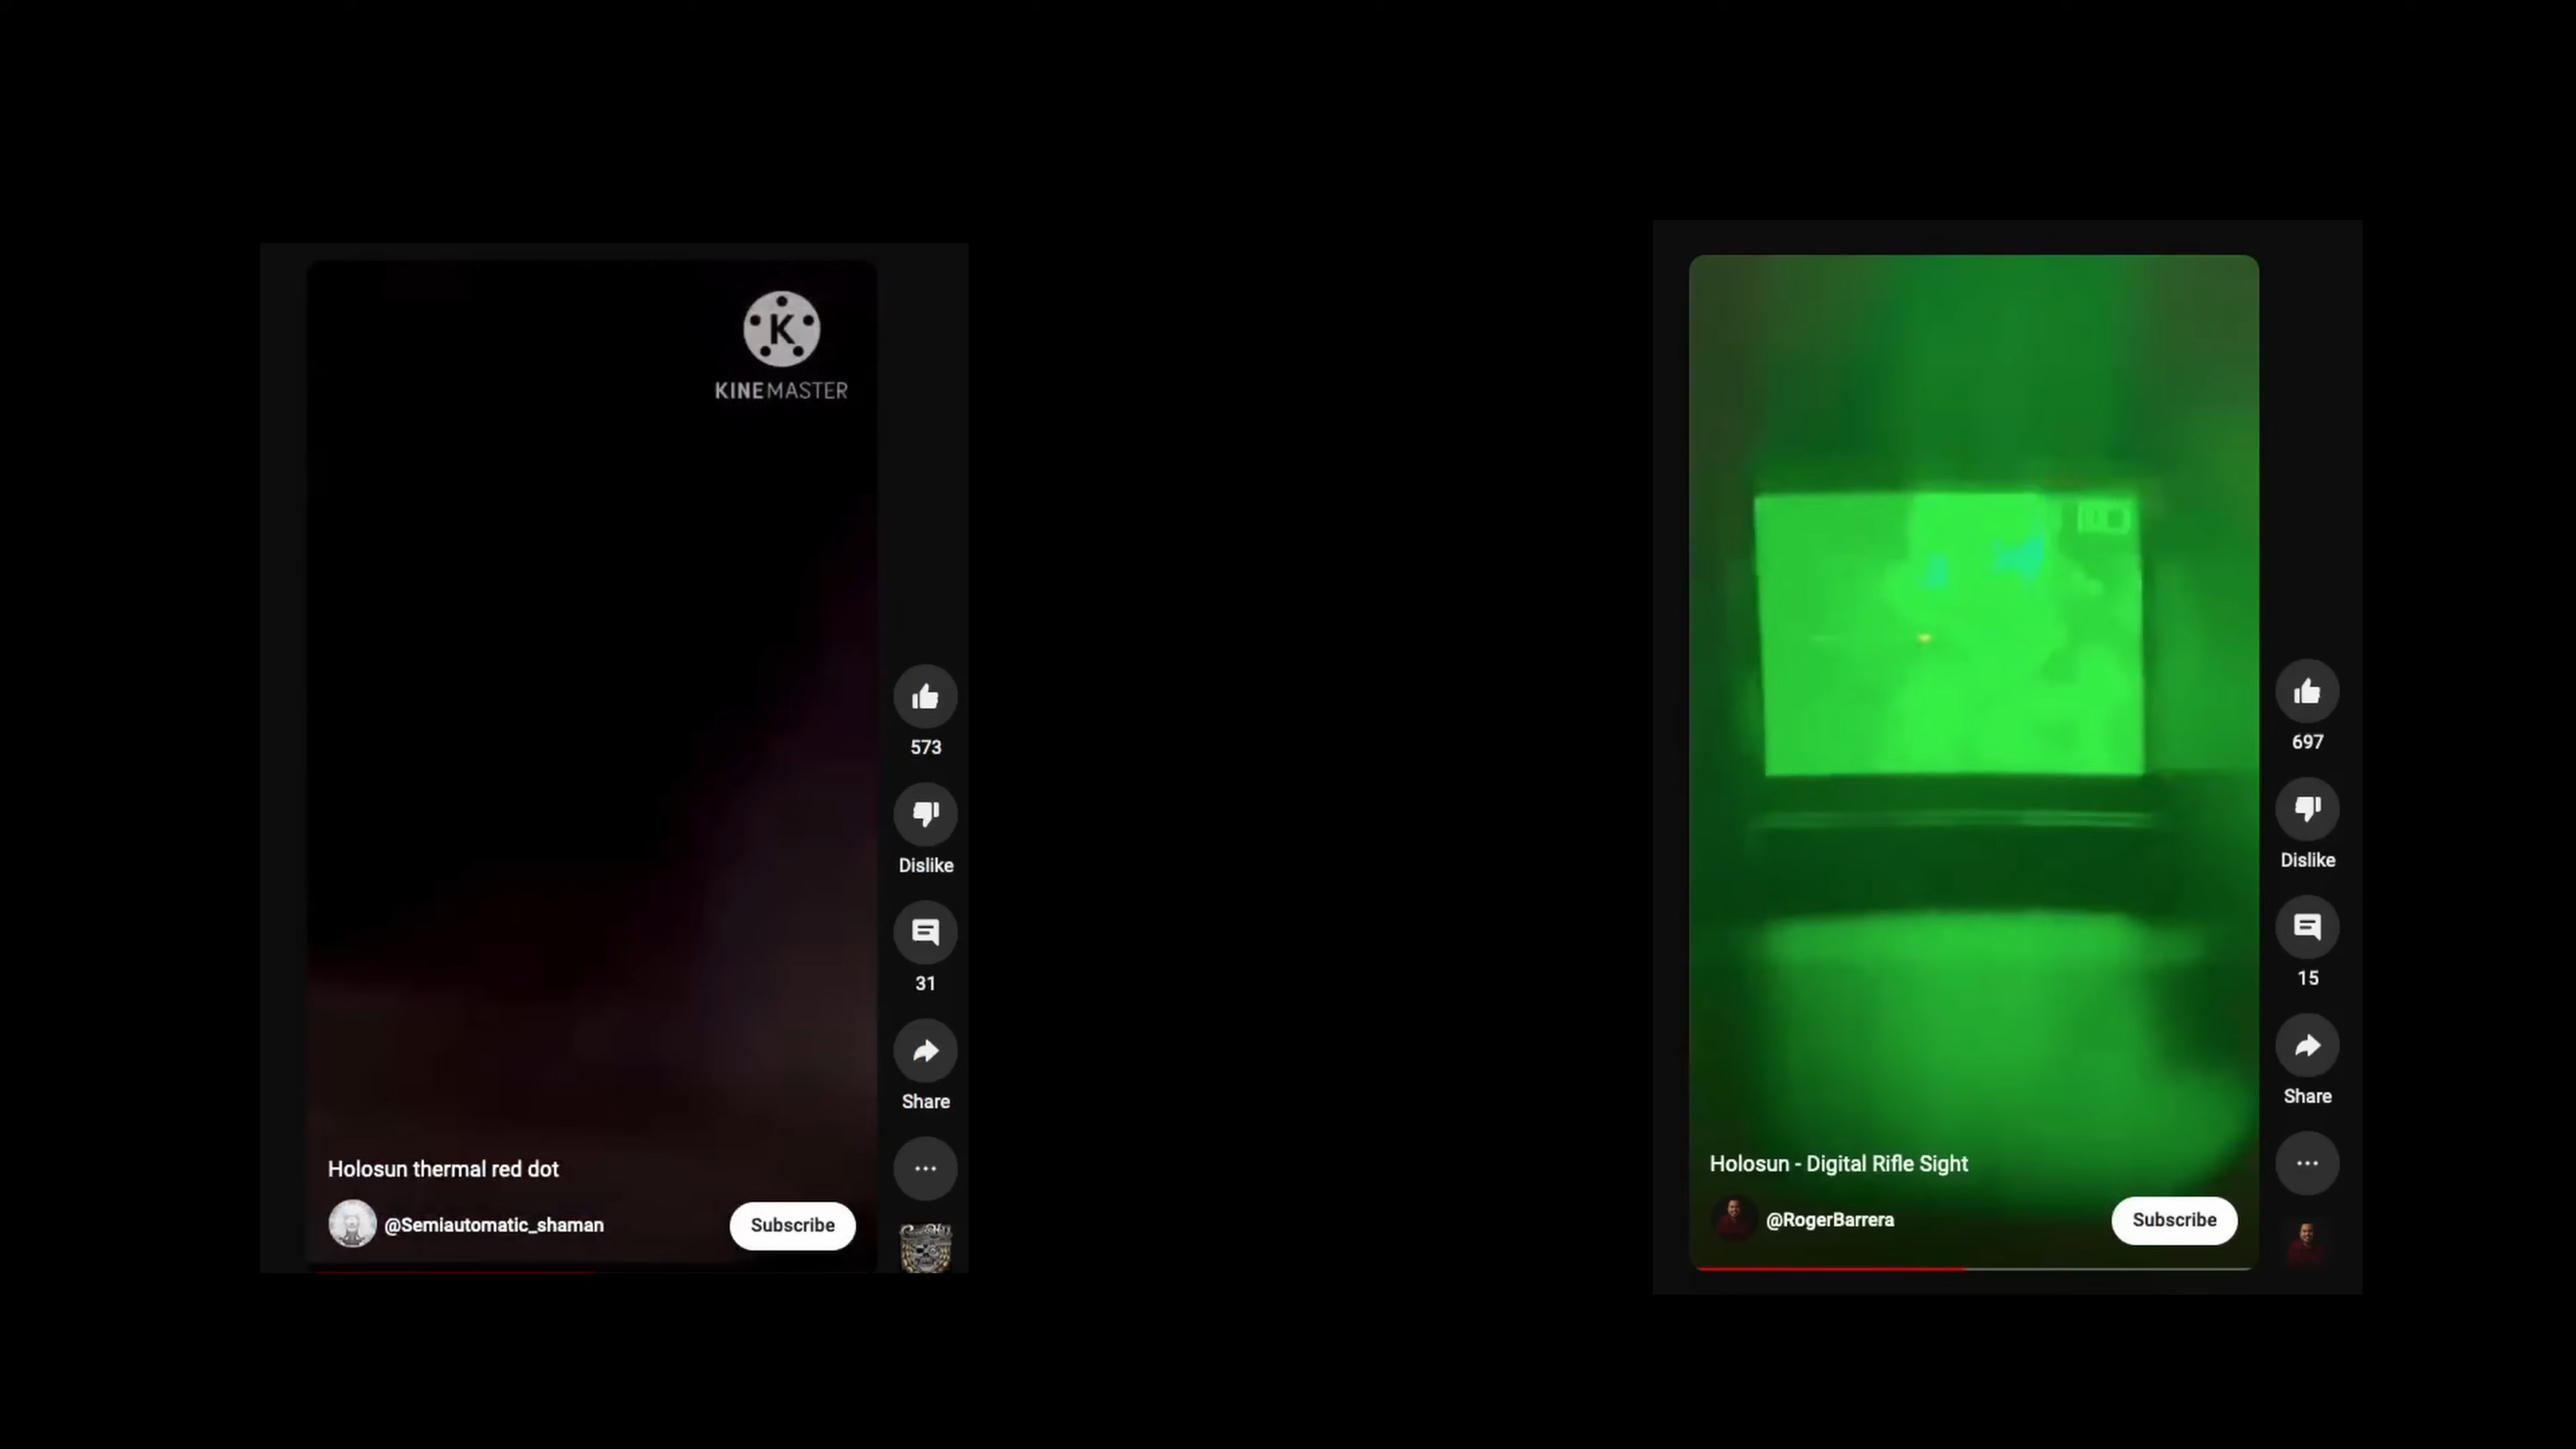 K
KINEMASTER
573
Dislike
31
Share
Holosun thermal red dot
@Semiautomatic_shaman
Subscribe
697
Dislike
15
Share
Holosun - Digital Rifle Sight
@RogerBarrera
Subscribe